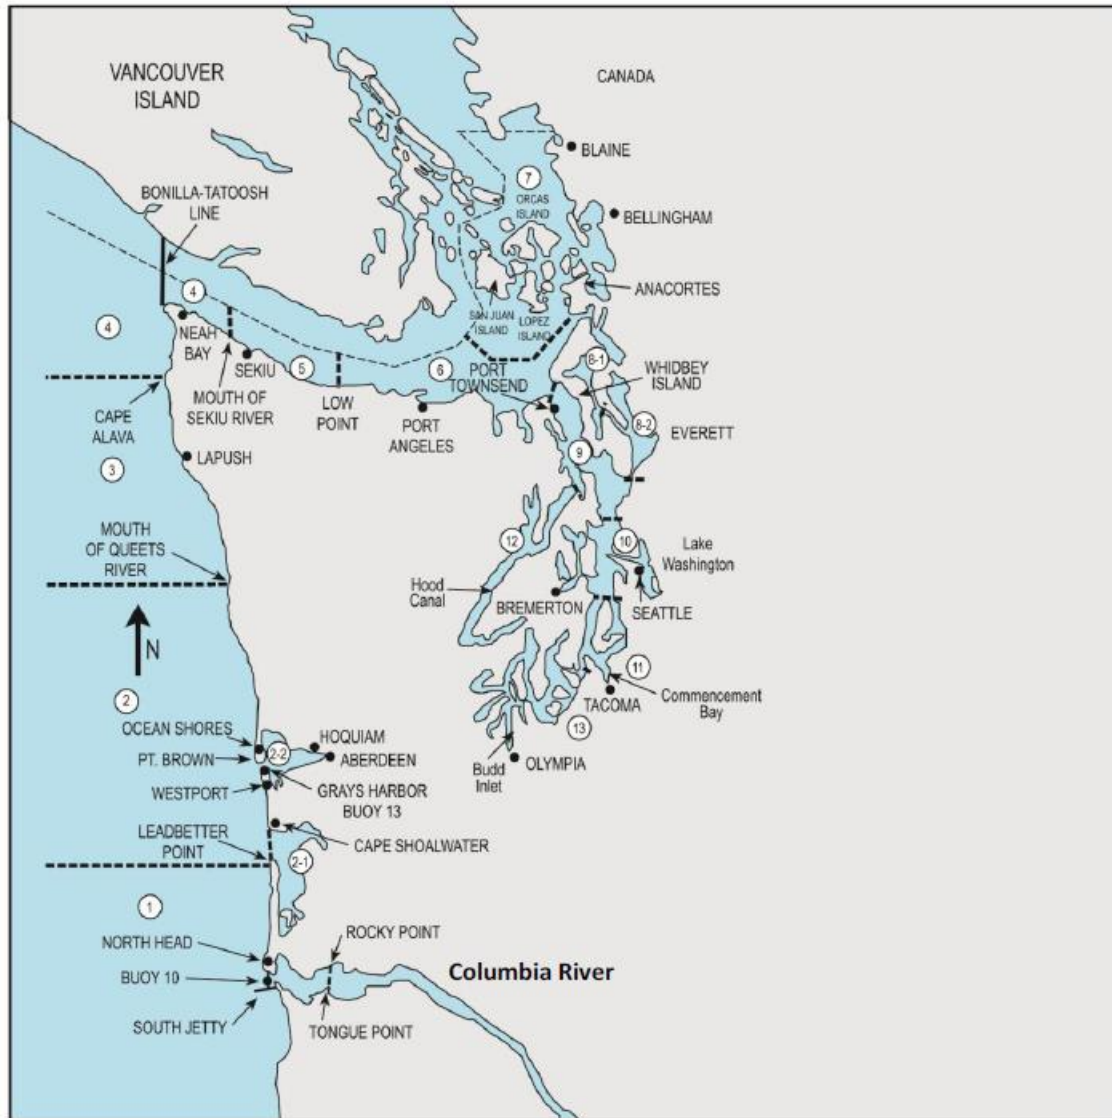 VANCOUVER
ISLAND
CANADA
BLAINE
7
ORCAS
ISLAND
BONILLA-TATOOSH
LINE
BELLINGHAM
ANACORTES
4
4
NEAH
BAY
SAN JUAN
ISLAND
LOPEZ
ISLAND
SEKIU
5
6
PORT
TOWNSEND
8-1
WHIDBEY
ISLAND
MOUTH OF
SEKIU RIVER
LOW
POINT
PORT
ANGELES
CAPE
ALAVA
8-2
EVERETT
3
LAPUSH
9
MOUTH
OF QUEETS
RIVER
12
10
Lake
Washington
Hood
Canal
BREMERTON
SEATTLE
N
11
TACOMA
Commencement
Bay
2
13
OCEAN SHORES
HOQUIAM
2-2
PT. BROWN
ABERDEEN
Budd
Inlet
OLYMPIA
WESTPORT
GRAYS HARBOR
BUOY 13
LEADBETTER
POINT
CAPE SHOALWATER
2-1
1
ROCKY POINT
NORTH HEAD
Columbia River
BUOY 10
SOUTH JETTY
TONGUE POINT